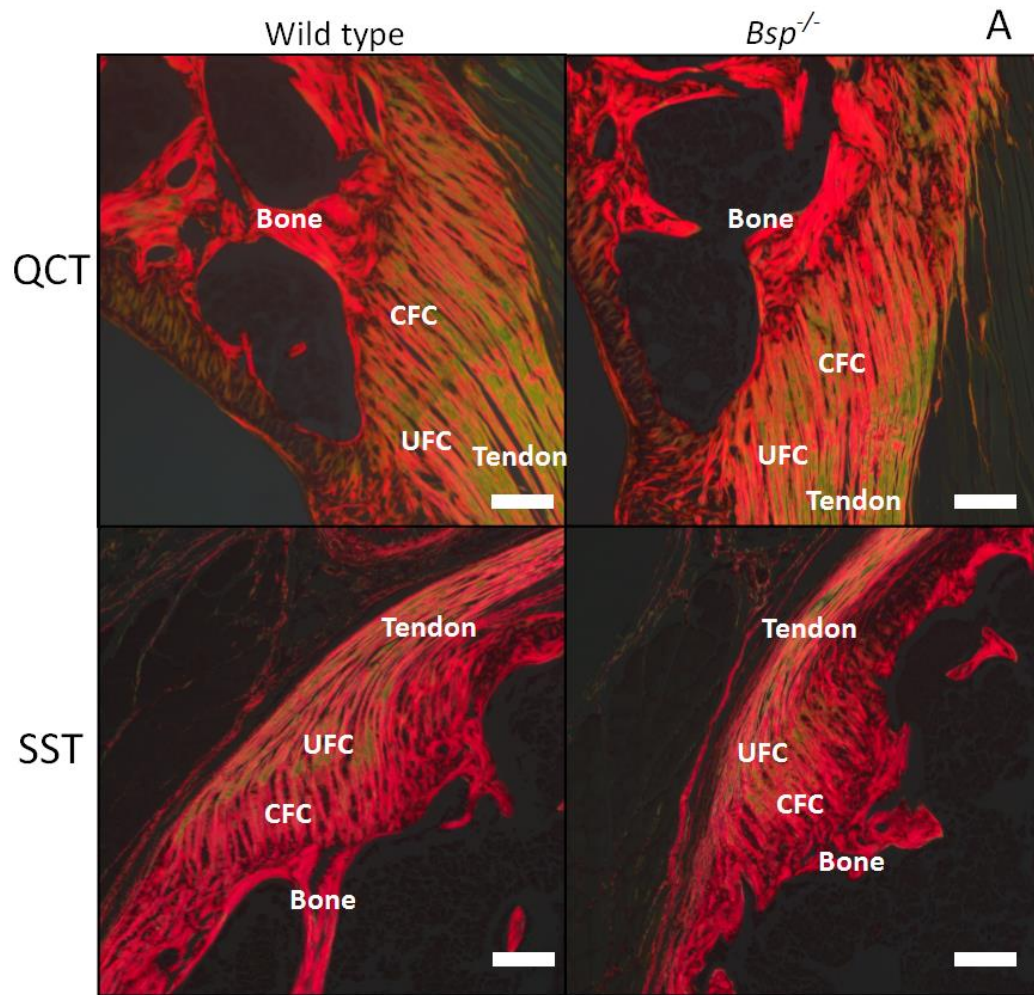 Wild type
Bsp-/-
A
QCT
Bone
CFC
UFC
Tendon
Bone
CFC
UFC
Tendon
SST
Tendon
UFC
CFC
Bone
Tendon
UFC
CFC
Bone